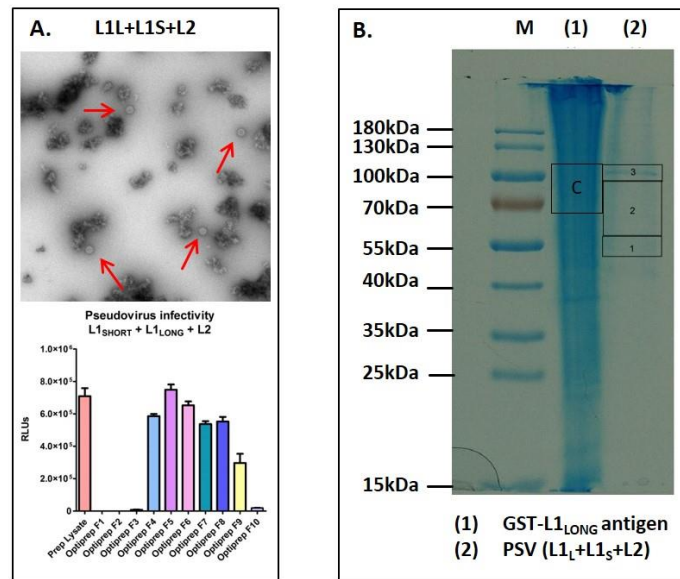 A. L1L+L1S+L2
Pseudovirus infectivity
L1SHORT + L1LONG + L2
RLUs
1.0×10⁶
8.0×10⁵
6.0×10⁵
4.0×10⁵
2.0×10⁵
0
Prep Lysate
Optiprep F1
Optiprep F2
Optiprep F3
Optiprep F4
Optiprep F5
Optiprep F6
Optiprep F7
Optiprep F8
Optiprep F9
Optiprep F10
B. M (1) (2)
180kDa
130kDa
100kDa
70kDa
55kDa
40kDa
35kDa
25kDa
15kDa
C
3
2
1
(1) GST-L1LONG antigen
(2) PSV (L1L+L1S+L2)